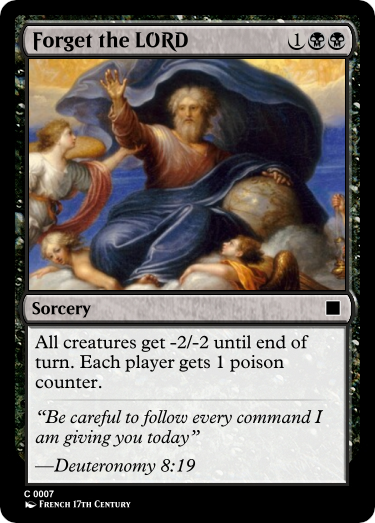 Forget the LORD 1
Sorcery
All creatures get -2/-2 until end of
turn. Each player gets 1 poison
counter.
“Be careful to follow every command I
am giving you today”
—Deuteronomy 8:19
C 0007
French 17th Century